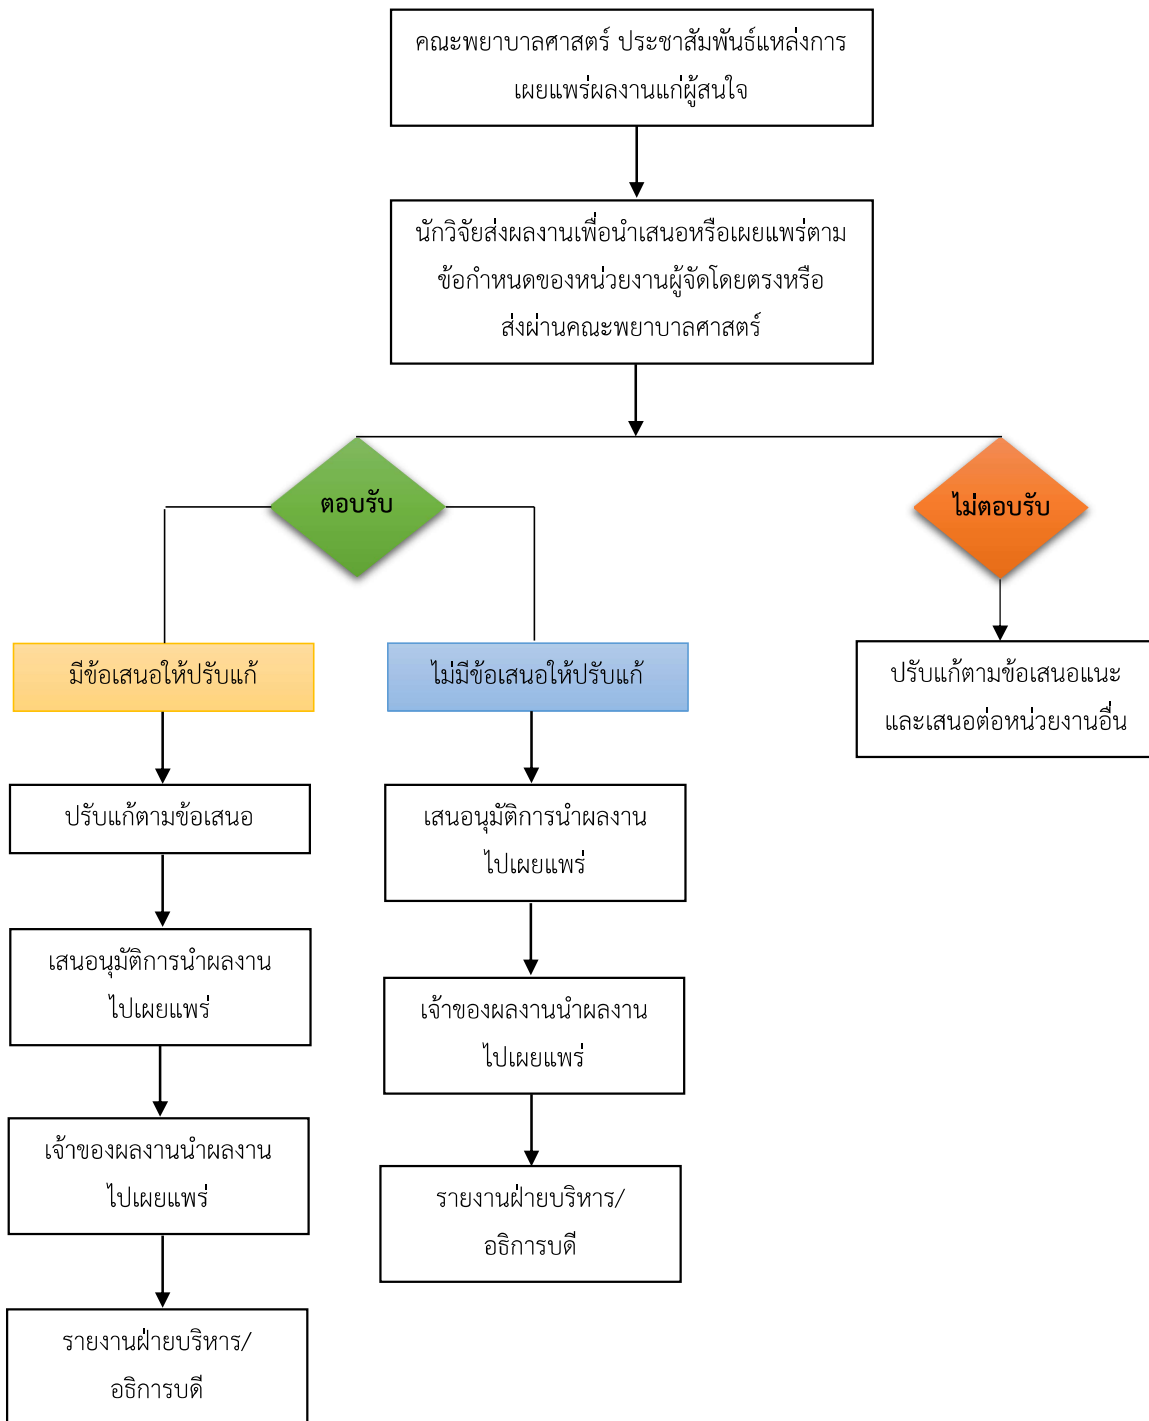 คณะพยาบาลศาสตร์ ประชาสัมพันธ์แหล่งการ
เผยแพร่ผลงานแก่ผู้สนใจ
นักวิจัยส่งผลงานเพื่อนำเสนอหรือเผยแพร่ตาม
ข้อกำหนดของหน่วยงานผู้จัดโดยตรงหรือ
ส่งผ่านคณะพยาบาลศาสตร์
ตอบรับ
ไม่ตอบรับ
มีข้อเสนอให้ปรับแก้
ปรับแก้ตามข้อเสนอ
เสนอนุมัติการนำผลงาน
ไปเผยแพร่
เจ้าของผลงานนำผลงาน
ไปเผยแพร่
รายงานฝ่ายบริหาร/
อธิการบดี
ไม่มีข้อเสนอให้ปรับแก้
เสนอนุมัติการนำผลงาน
ไปเผยแพร่
เจ้าของผลงานนำผลงาน
ไปเผยแพร่
รายงานฝ่ายบริหาร/
อธิการบดี
ปรับแก้ตามข้อเสนอแนะ
และเสนอต่อหน่วยงานอื่น